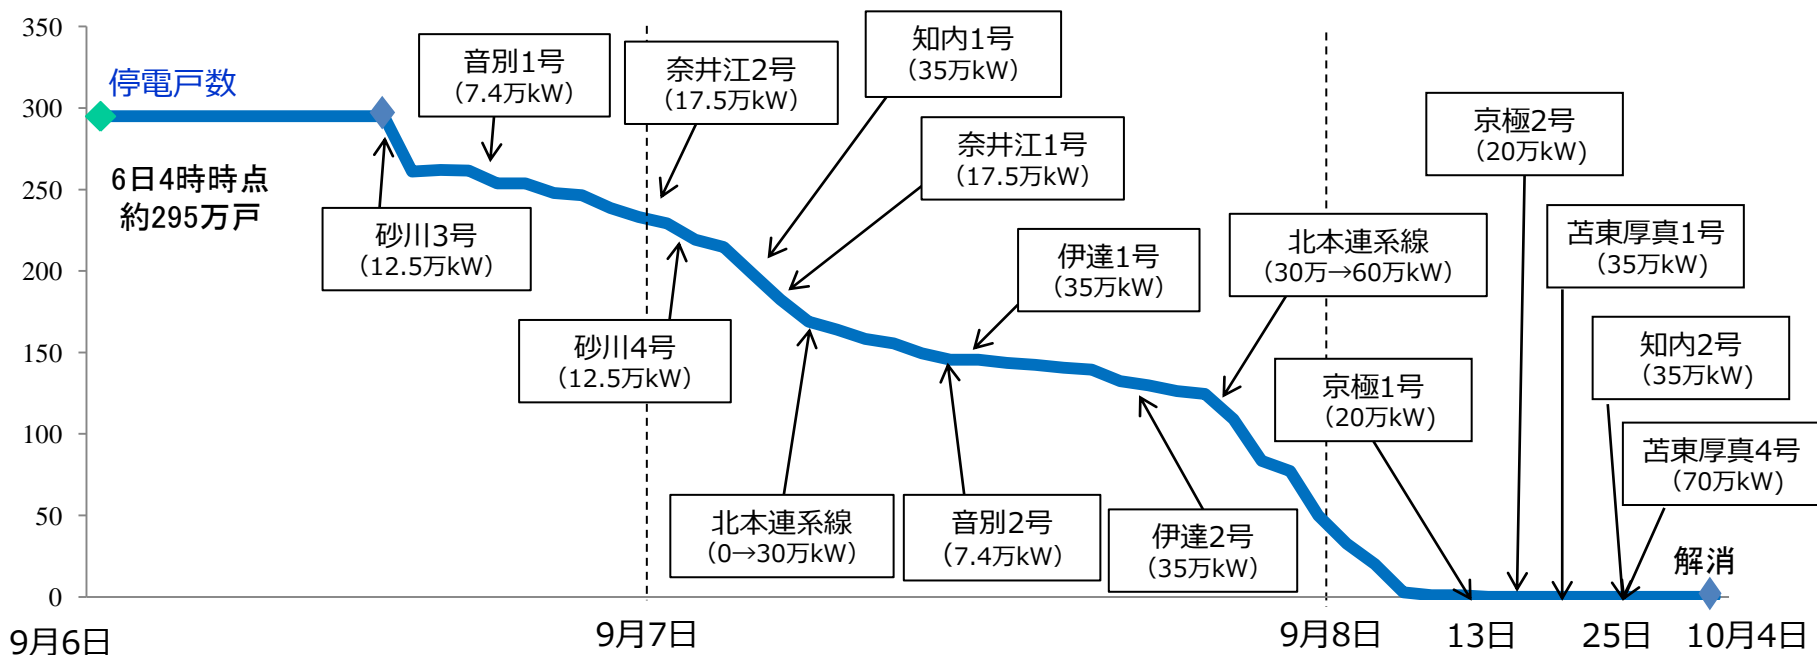 350
300
250
200
150
100
50
0
停電戸数
6日4時時点
約295万戸
砂川3号
（12.5万kW）
音別1号
（7.4万kW）
奈井江2号
（17.5万kW）
砂川4号
（12.5万kW）
知内1号
（35万kW）
奈井江1号
（17.5万kW）
北本連系線
（0→30万kW）
音別2号
（7.4万kW）
伊達1号
（35万kW）
伊達2号
（35万kW）
北本連系線
（30万→60万kW）
京極1号
（20万kW）
京極2号
（20万kW）
苫東厚真1号
（35万kW）
知内2号
（35万kW）
苫東厚真4号
（70万kW）
解消
9月6日
9月7日
9月8日
13日
25日
10月4日